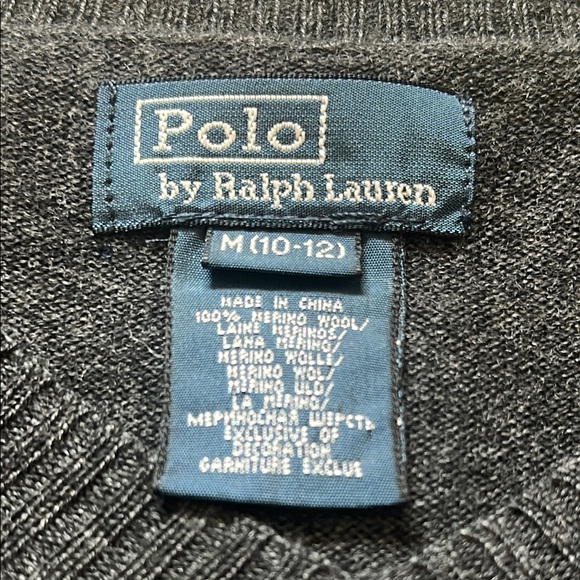 Polo
by Ralph Lauren
M (10-12)
MADE IN CHINA
100% MERINO WOOL/
LAINE MERINOS/
LANA MERINO/
MERINO WOLLE/
MERINO WOL/
MERINO ULD/
LA MERINO/
МЕРИНОСНАЯ ШЕРСТЬ
EXCLUSIVE OF
DECORATION
GARNITURE EXCLUE